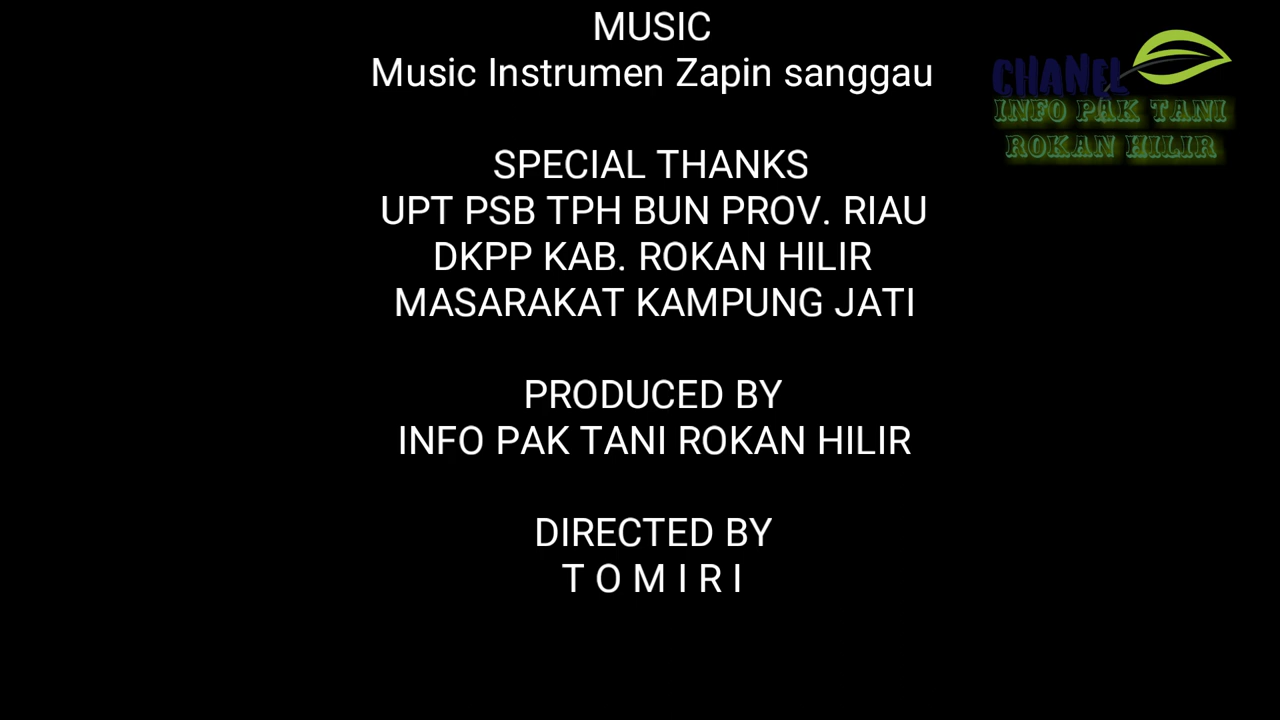 MUSIC
Music Instrumen Zapin sanggau
SPECIAL THANKS
UPT PSB TPH BUN PROV. RIAU
DKPP KAB. ROKAN HILIR
MASARAKAT KAMPUNG JATI
PRODUCED BY
INFO PAK TANI ROKAN HILIR
DIRECTED BY
T O M I R I
CHANEL
INFO PAK TANI
ROKAN HILIR